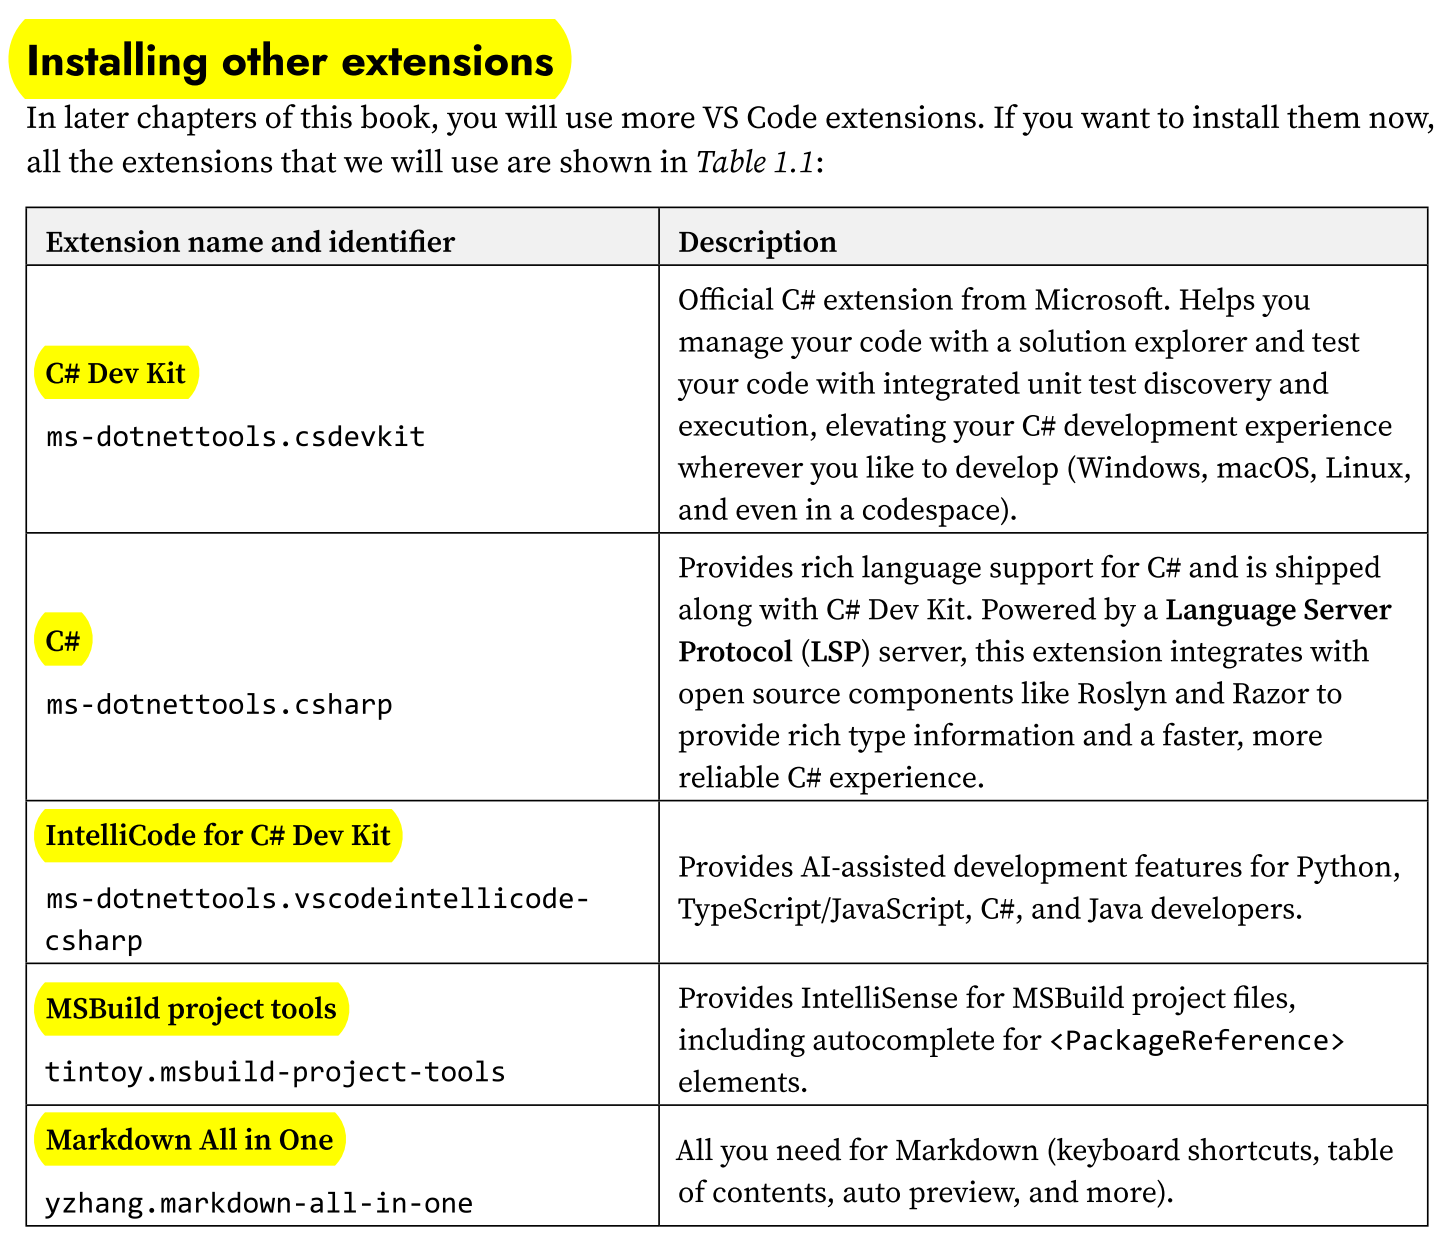 Installing other extensions
In later chapters of this book, you will use more VS Code extensions. If you want to install them now,
all the extensions that we will use are shown in Table 1.1:
Extension name and identifier
Description
C# Dev Kit
ms-dotnettools.csdevkit
Official C# extension from Microsoft. Helps you
manage your code with a solution explorer and test
your code with integrated unit test discovery and
execution, elevating your C# development experience
wherever you like to develop (Windows, macOS, Linux,
and even in a codespace).
C#
ms-dotnettools.csharp
Provides rich language support for C# and is shipped
along with C# Dev Kit. Powered by a Language Server
Protocol (LSP) server, this extension integrates with
open source components like Roslyn and Razor to
provide rich type information and a faster, more
reliable C# experience.
IntelliCode for C# Dev Kit
ms-dotnettools.vscodeintellicode-
csharp
Provides AI-assisted development features for Python,
TypeScript/JavaScript, C#, and Java developers.
MSBuild project tools
tintoy.msbuild-project-tools
Provides IntelliSense for MSBuild project files,
including autocomplete for <PackageReference>
elements.
Markdown All in One
yzhang.markdown-all-in-one
All you need for Markdown (keyboard shortcuts, table
of contents, auto preview, and more).